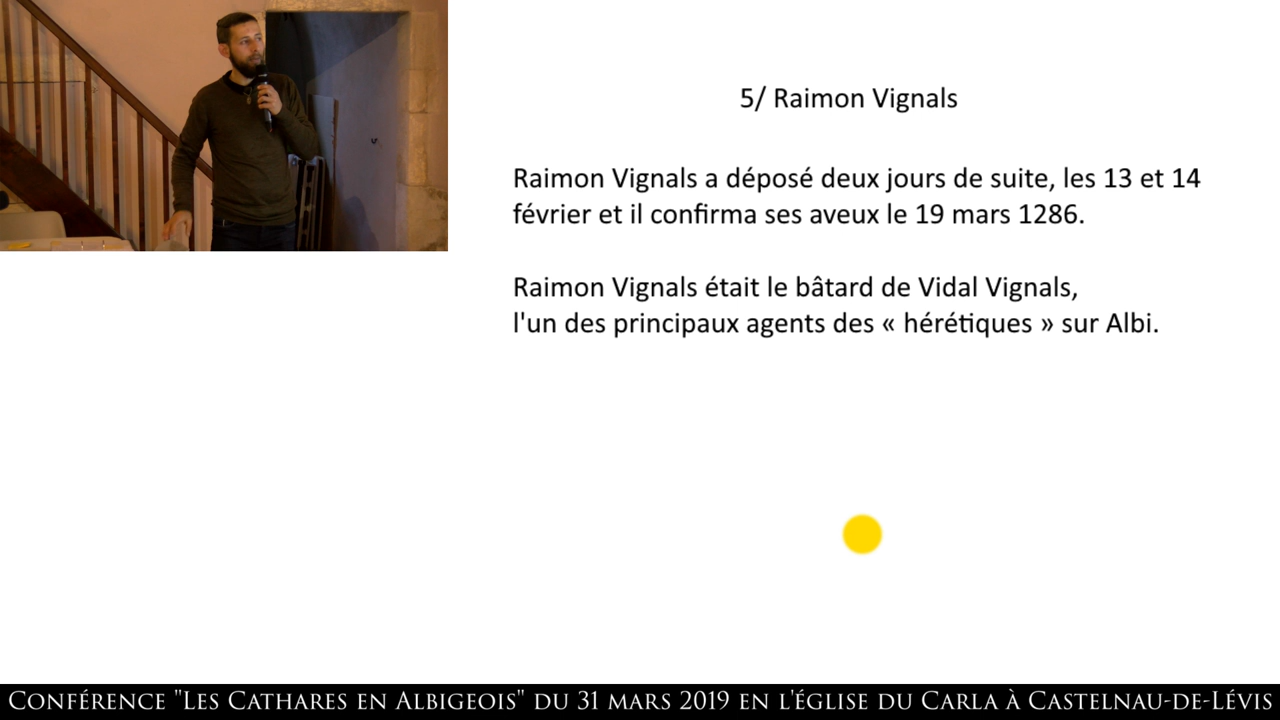 5/ Raimon Vignals
Raimon Vignals a déposé deux jours de suite, les 13 et 14
février et il confirma ses aveux le 19 mars 1286.
Raimon Vignals était le bâtard de Vidal Vignals,
l'un des principaux agents des « hérétiques » sur Albi.
Conférence "Les Cathares en Albigeois" du 31 mars 2019 en l'église du Carla à Castelnau-de-Lévis